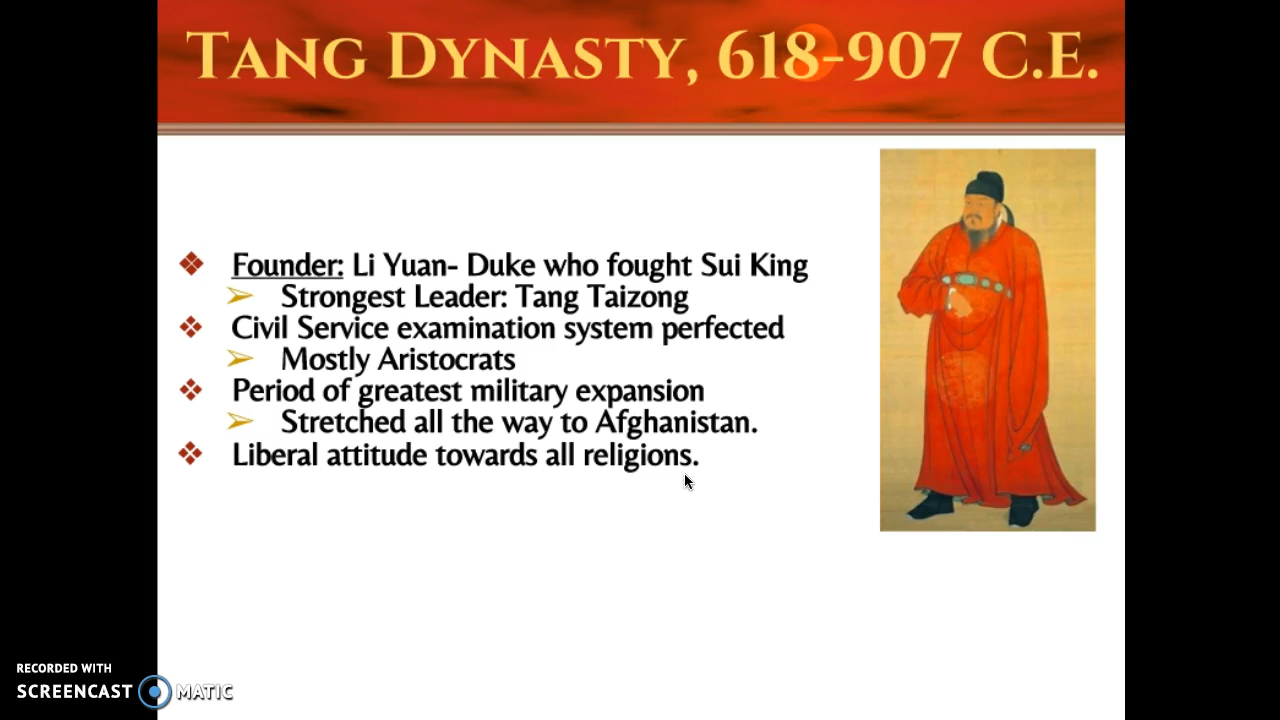 TANG DYNASTY, 618-907 C.E.
Founder: Li Yuan- Duke who fought Sui King
Strongest Leader: Tang Taizong
Civil Service examination system perfected
Mostly Aristocrats
Period of greatest military expansion
Stretched all the way to Afghanistan.
Liberal attitude towards all religions.
RECORDED WITH
SCREENCAST MATIC